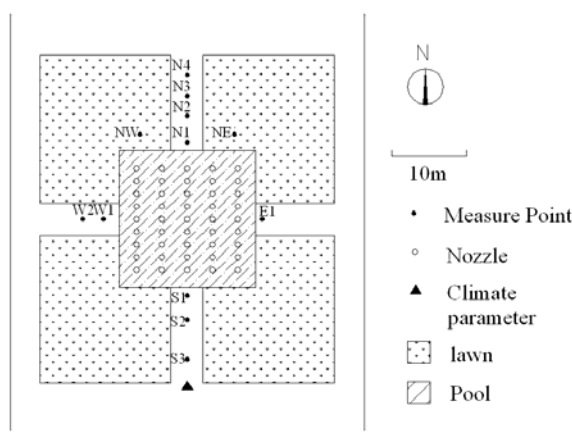 N4
N3
N2
NW N1 NE
W2W1 E1
S1
S2
S3
N
10m
Measure Point
Nozzle
Climate
parameter
lawn
Pool